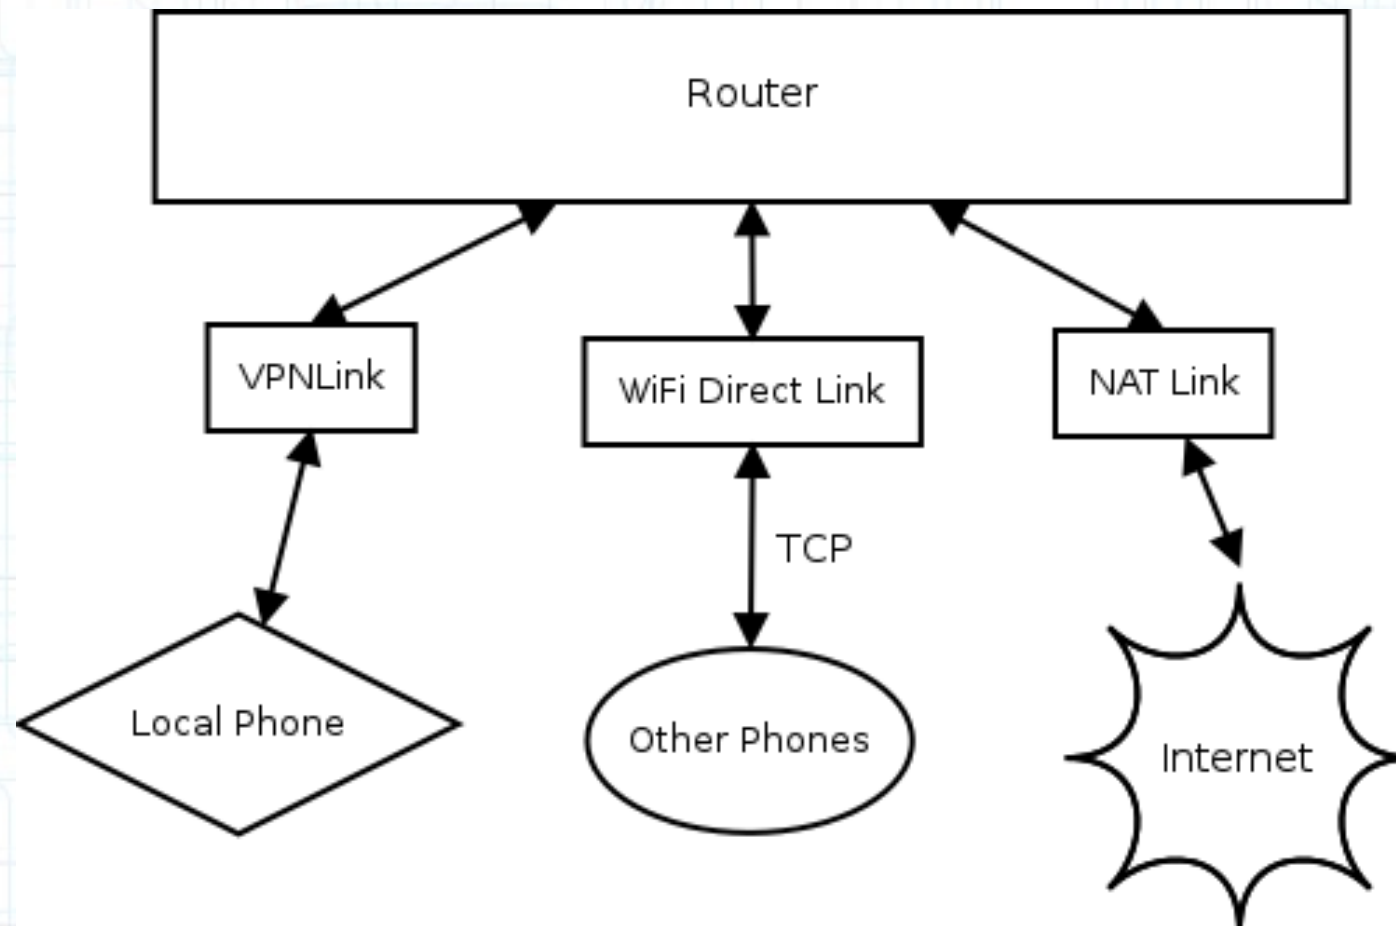 Router
VPNLink
WiFi Direct Link
NAT Link
TCP
Local Phone
Other Phones
Internet